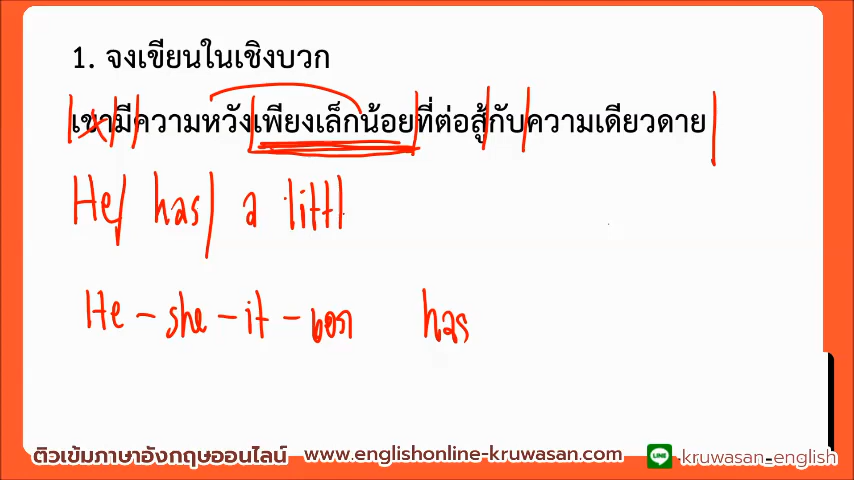 1. จงเขียนในเชิงบวก
เขามีความหวังเพียงเล็กน้อยที่ต่อสู้กับความเดียวดาย
He has a littl
He - she - it - เอก has
ติวเข้มภาษาอังกฤษออนไลน์ www.englishonline-kruwasan.com LINE kruwasan_english